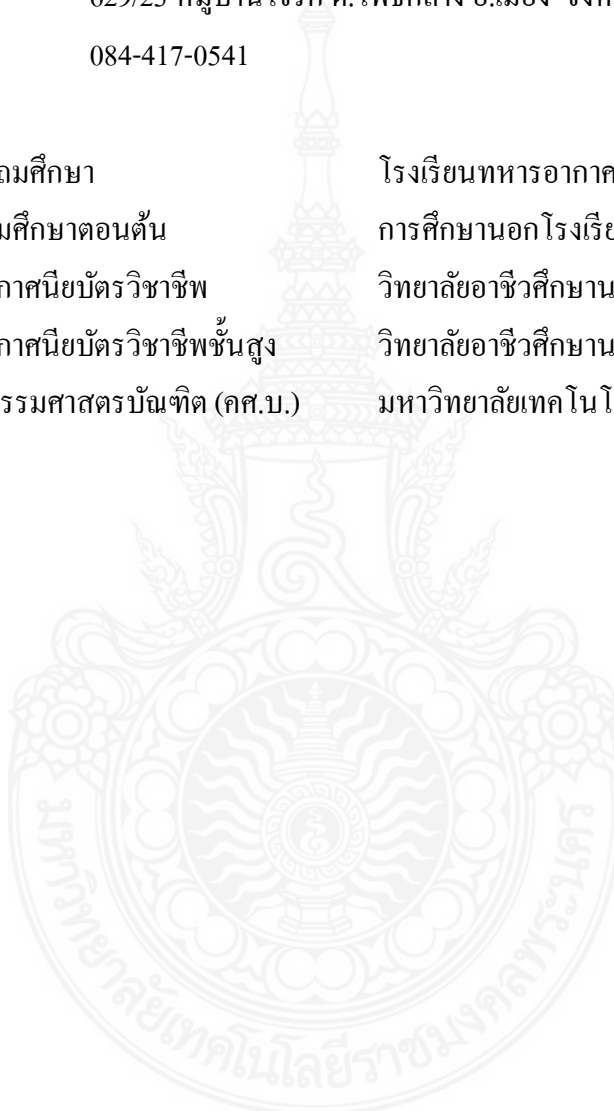 084-417-0541
ถมศึกษา โรงเรียนทหารอากาศ
มศึกษาตอนต้น การศึกษานอกโรงเรีย
กาศนียบัตรวิชาชีพ วิทยาลัยอาชีวศึกษาน
กาศนียบัตรวิชาชีพชั้นสูง วิทยาลัยอาชีวศึกษาน
รรมศาสตรบัณฑิต (คศ.บ.) มหาวิทยาลัยเทคโนโ
มหาวิทยาลัยเทคโนโลยีราชมงคลพระนคร